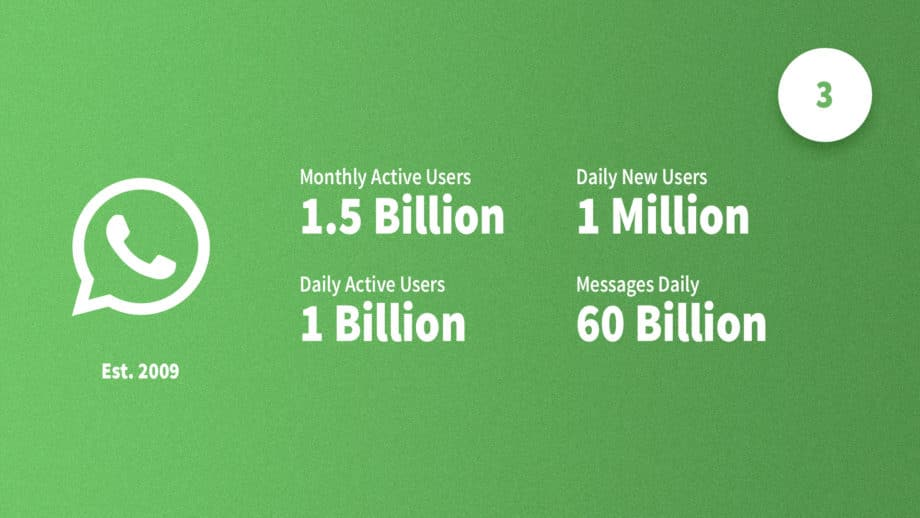 3
Monthly Active Users
1.5 Billion
Daily New Users
1 Million
Daily Active Users
1 Billion
Messages Daily
60 Billion
Est. 2009